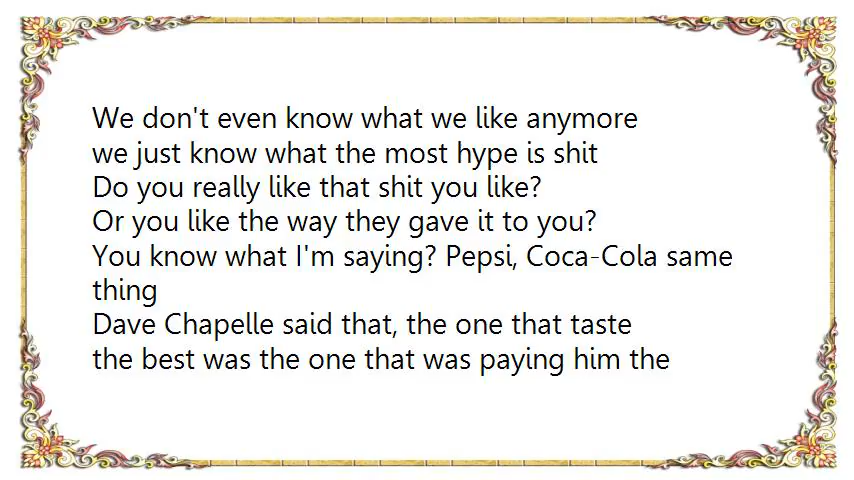 We don't even know what we like anymore
we just know what the most hype is shit
Do you really like that shit you like?
Or you like the way they gave it to you?
You know what I'm saying? Pepsi, Coca-Cola same
thing
Dave Chapelle said that, the one that taste
the best was the one that was paying him the